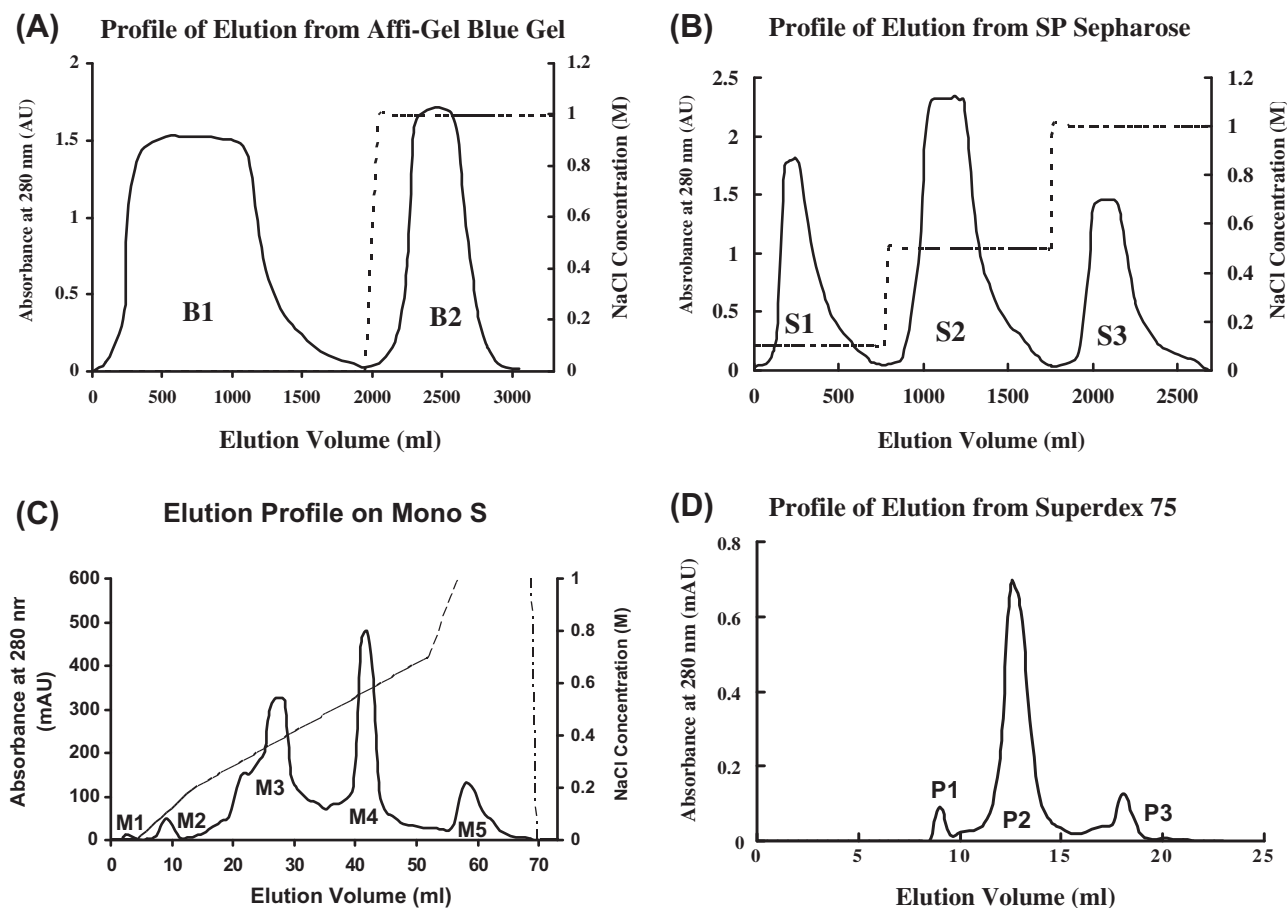 (A) Profile of Elution from Affi-Gel Blue Gel
Absorbance at 280 nm (AU)
2
1.5
1
0.5
0
B1
B2
1.2
1
0.8
0.6
0.4
0.2
0
NaCl Concentration (M)
0 500 1000 1500 2000 2500 3000
Elution Volume (ml)
(B) Profile of Elution from SP Sepharose
Absrobance at 280 nm (AU)
2.5
2
1.5
1
0.5
0
S1
S2
S3
1.2
1
0.8
0.6
0.4
0.2
0
NaCl Concentration (M)
0 500 1000 1500 2000 2500
Elution Volume (ml)
(C) Elution Profile on Mono S
Absorbance at 280 nm
(mAU)
600
500
400
300
200
100
0
M1
M2
M3
M4
M5
1
0.8
0.6
0.4
0.2
0
NaCl Concentration (M)
0 10 20 30 40 50 60 70
Elution Volume (ml)
(D) Profile of Elution from Superdex 75
Absorbance at 280 nm (mAU)
0.8
0.6
0.4
0.2
0
P1
P2
P3
0 5 10 15 20 25
Elution Volume (ml)